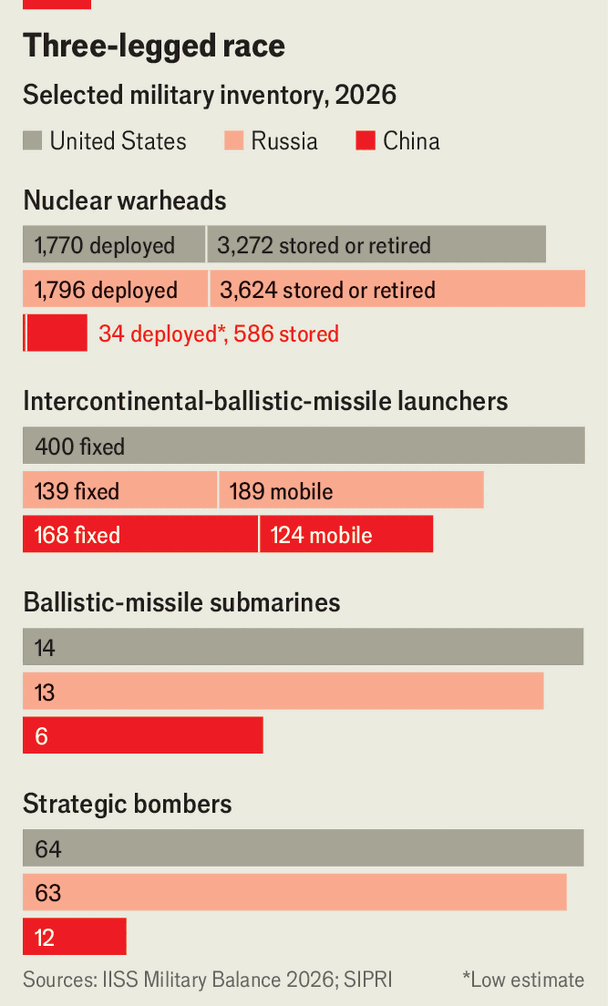 Three-legged race
Selected military inventory, 2026
United States Russia China
Nuclear warheads
1,770 deployed 3,272 stored or retired
1,796 deployed 3,624 stored or retired
34 deployed*, 586 stored
Intercontinental-ballistic-missile launchers
400 fixed
139 fixed 189 mobile
168 fixed 124 mobile
Ballistic-missile submarines
14
13
6
Strategic bombers
64
63
12
Sources: IISS Military Balance 2026; SIPRI *Low estimate